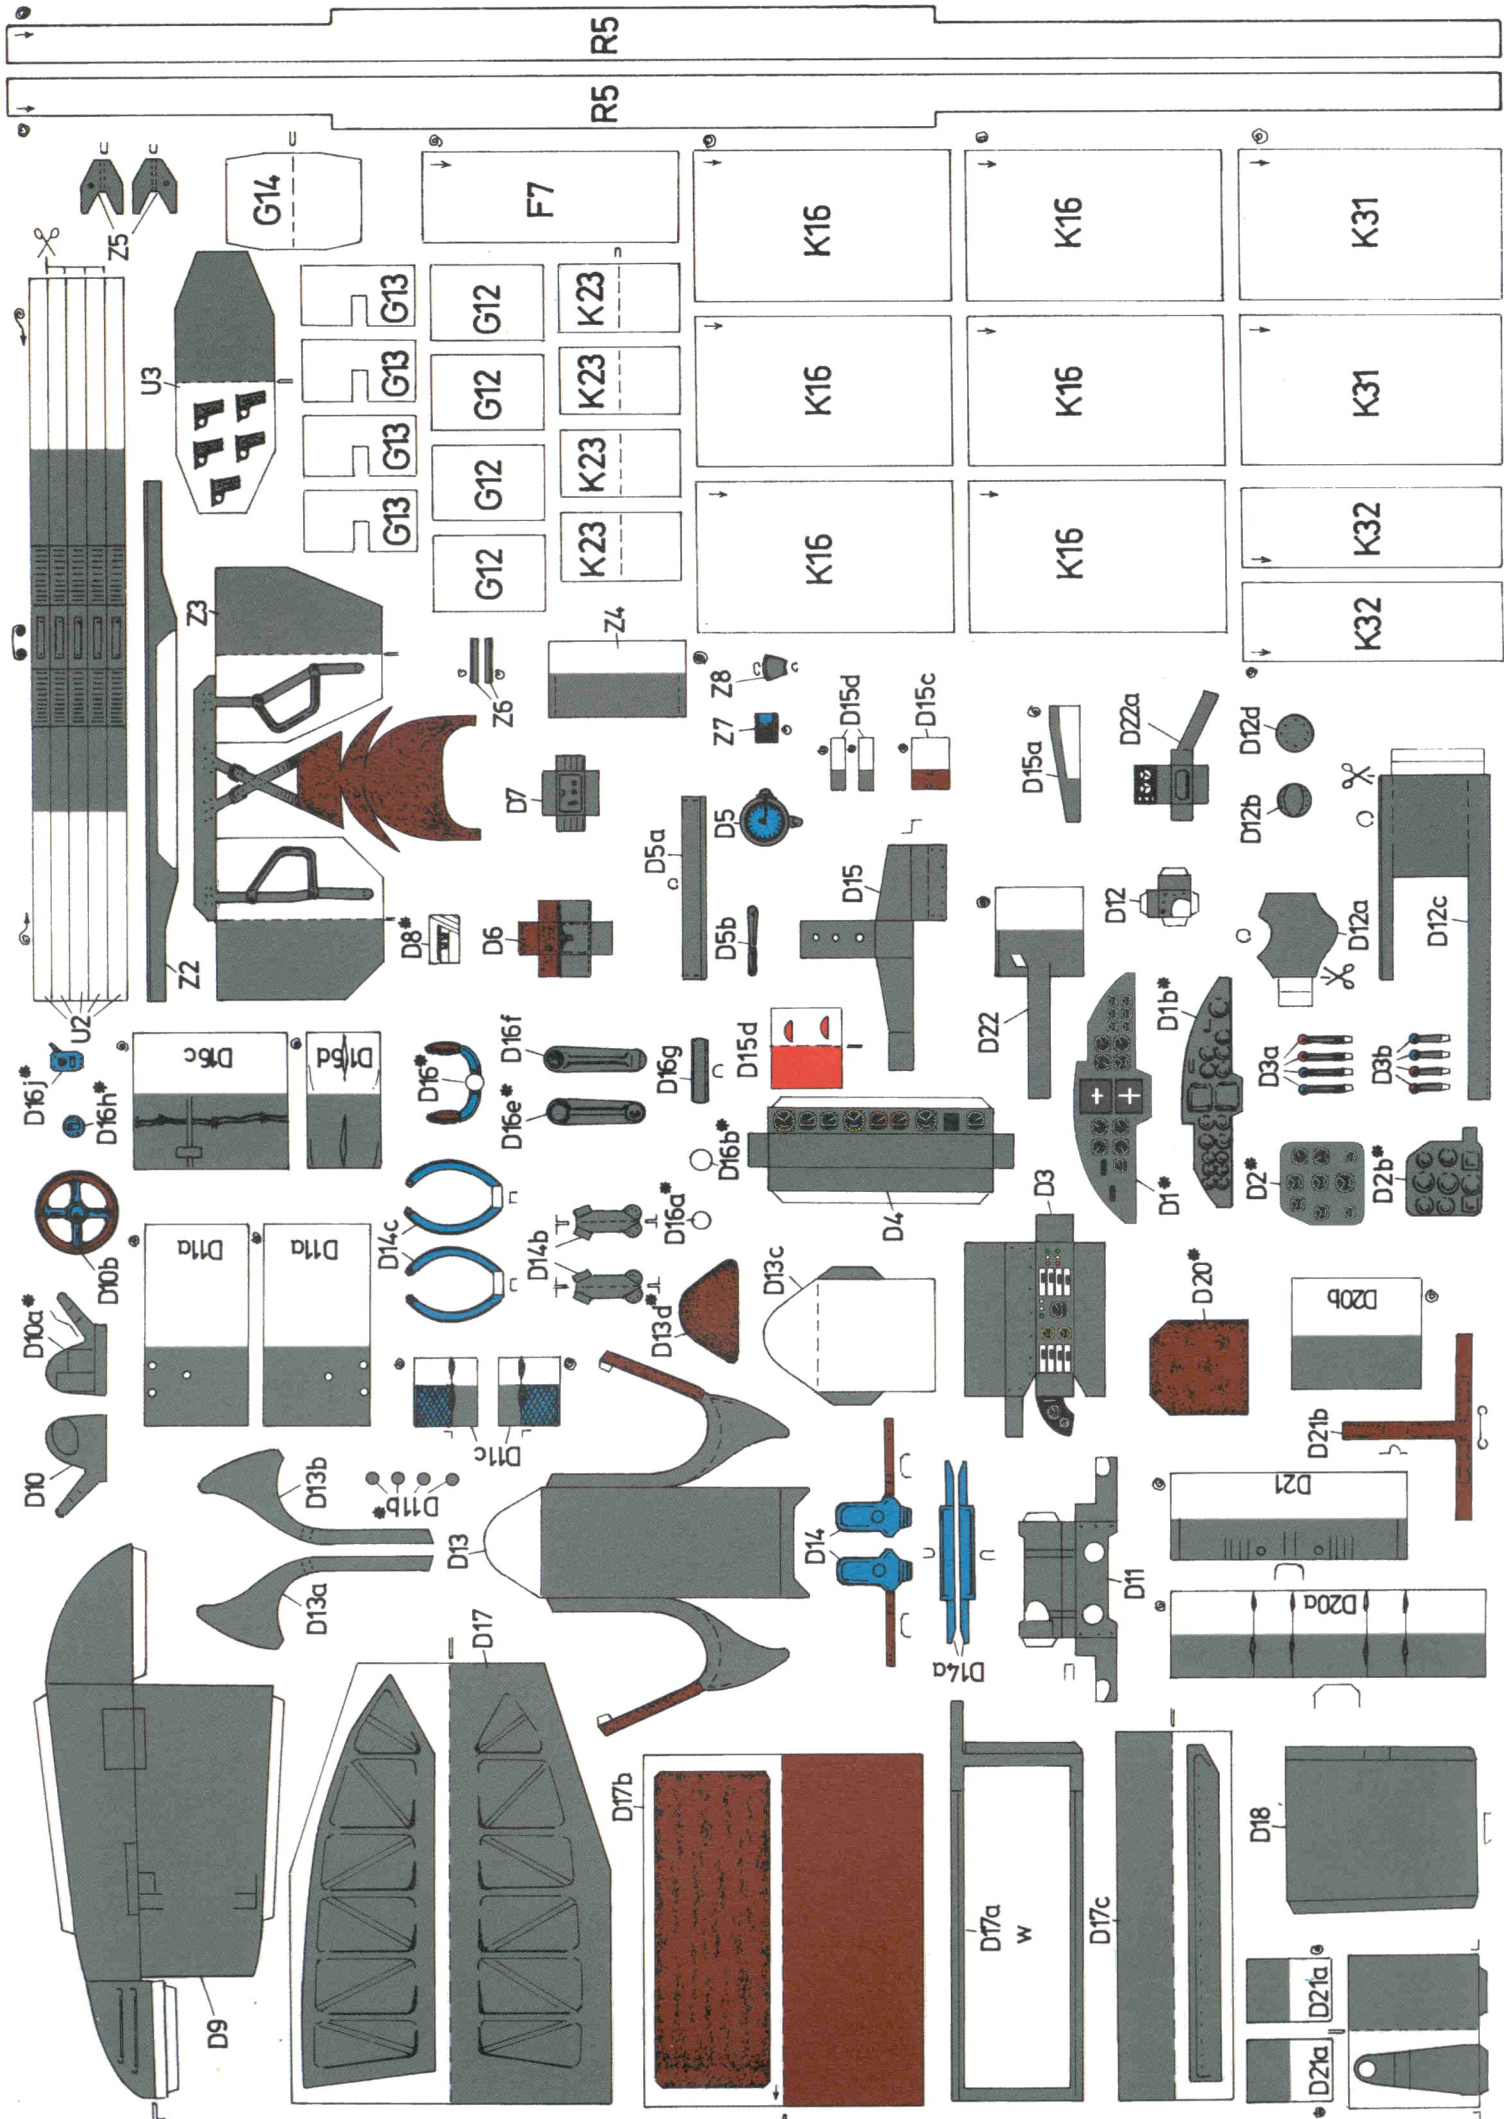 R5
R5
Z5
G14
F7
K16
K16
K31
U3
G13
G12
K23
G13
G12
K23
K16
K16
K31
G13
G12
K23
G13
G12
K23
K16
K16
K32
K32
U2
Z2
Z3
Z6
Z4
Z8
Z7
D15d
D15c
D15a
D22a
D12d
D12b
D7
D5
D5a
D5b
D15
D8*
D6
D12
D12a
D12c
D22
D16j*
D16h*
D16c
D16d
D16*
D16f
D16e*
D16g
D16b*
D15d
D4
D1*
D1b*
D3a
D3b
D2*
D2b*
D10b
D10a*
D10
D11a
D11a
D14c
D14b
D16a*
D13d*
D13c
D3
D20*
D20b
D21b
D11c
D11b*
D13b
D13a
D13
D14
D14a
D11
D21
D20a
D9
D17
D17b
D17a
W
D17c
D18
D21a
D21a